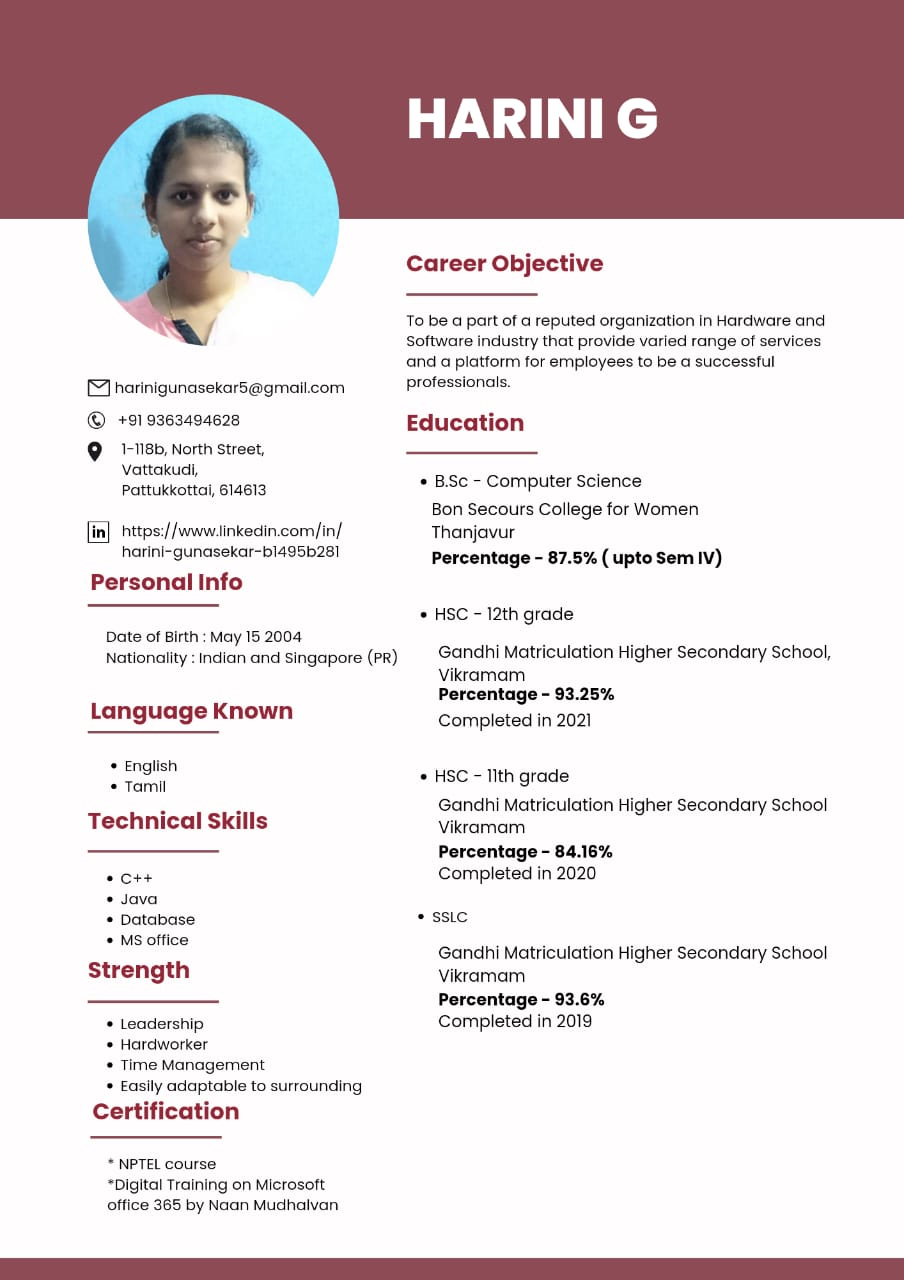 HARINI G
harinigunasekar5@gmail.com
+91 9363494628
1-118b, North Street,
Vattakudi,
Pattukkottai, 614613
in
https://www.linkedin.com/in/
harini-gunasekar-b1495b281
Personal Info
Date of Birth : May 15 2004
Nationality : Indian and Singapore (PR)
Language Known
• English
• Tamil
Technical Skills
• C++
• Java
• Database
• MS office
Strength
• Leadership
• Hardworker
• Time Management
• Easily adaptable to surrounding
Certification
* NPTEL course
*Digital Training on Microsoft
office 365 by Naan Mudhalvan
Career Objective
To be a part of a reputed organization in Hardware and
Software industry that provide varied range of services
and a platform for employees to be a successful
professionals.
Education
• B.Sc - Computer Science
Bon Secours College for Women
Thanjavur
Percentage - 87.5% ( upto Sem IV)
• HSC - 12th grade
Gandhi Matriculation Higher Secondary School,
Vikramam
Percentage - 93.25%
Completed in 2021
• HSC - 11th grade
Gandhi Matriculation Higher Secondary School
Vikramam
Percentage - 84.16%
Completed in 2020
• SSLC
Gandhi Matriculation Higher Secondary School
Vikramam
Percentage - 93.6%
Completed in 2019